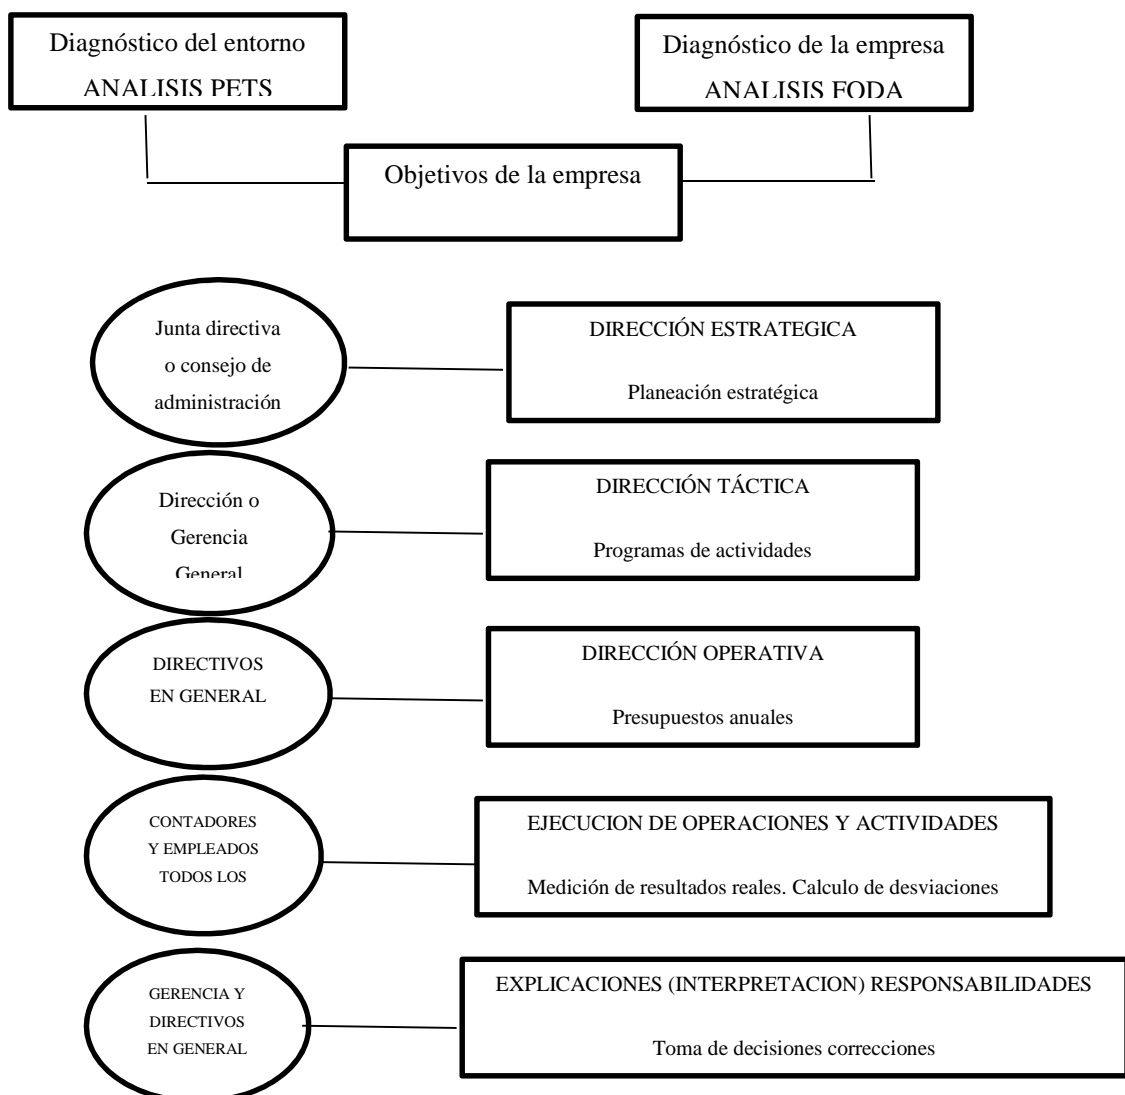 Diagnóstico del entorno
ANALISIS PETS
Diagnóstico de la empresa
ANALISIS FODA
Objetivos de la empresa
Junta directiva
o consejo de
administración
DIRECCIÓN ESTRATEGICA
Planeación estratégica
Dirección o
Gerencia
General
DIRECCIÓN TÁCTICA
Programas de actividades
DIRECTIVOS
EN GENERAL
DIRECCIÓN OPERATIVA
Presupuestos anuales
CONTADORES
Y EMPLEADOS
TODOS LOS
EJECUCION DE OPERACIONES Y ACTIVIDADES
Medición de resultados reales. Calculo de desviaciones
GERENCIA Y
DIRECTIVOS
EN GENERAL
EXPLICACIONES (INTERPRETACION) RESPONSABILIDADES
Toma de decisiones correcciones